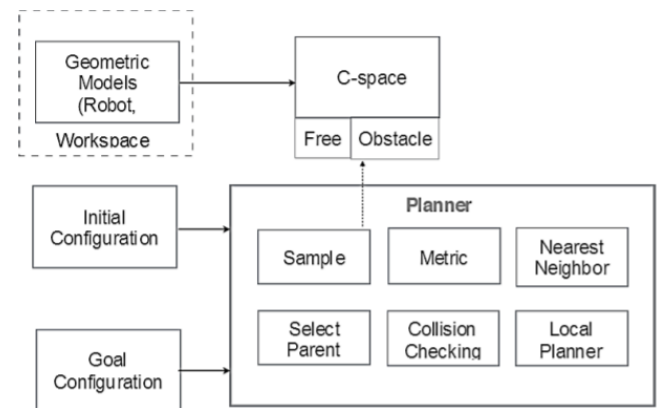 Geometric
Models
(Robot,
Workspace
C-space
Free
Obstacle
Initial
Configuration
Goal
Configuration
Planner
Sample
Metric
Nearest
Neighbor
Select
Parent
Collision
Checking
Local
Planner